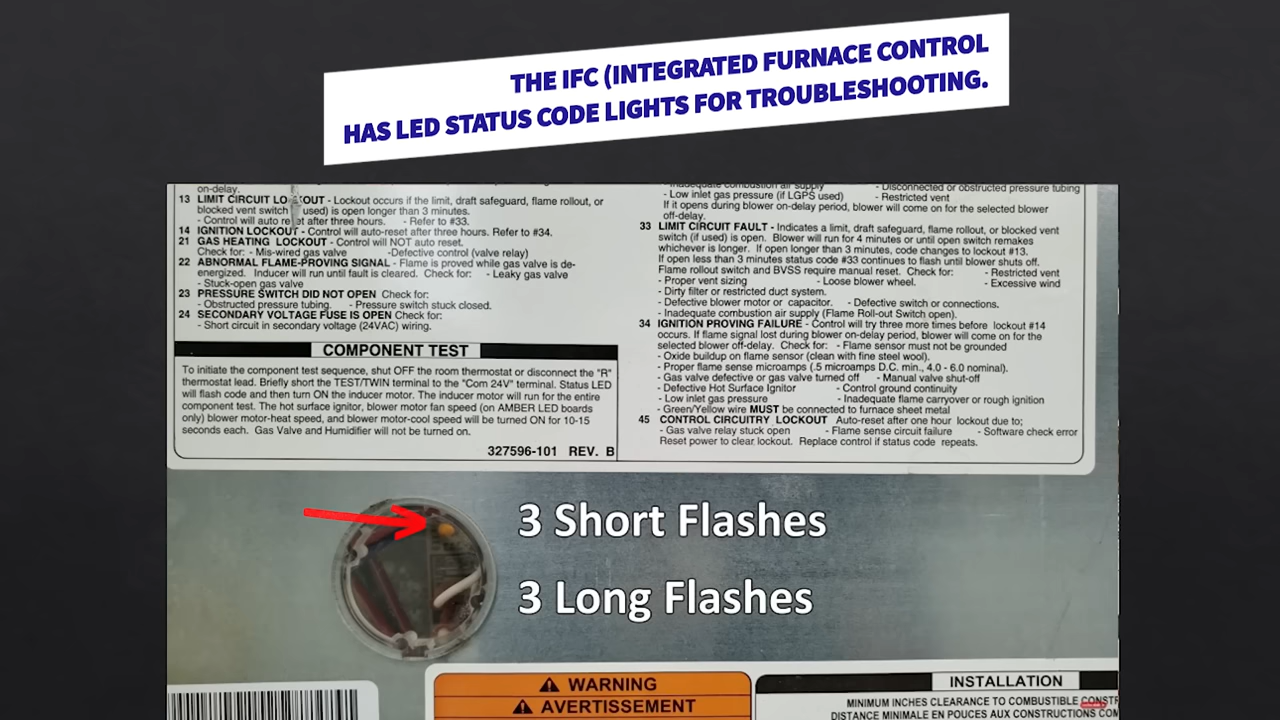 THE IFC (INTEGRATED FURNACE CONTROL
HAS LED STATUS CODE LIGHTS FOR TROUBLESHOOTING.
on-delay.
13 LIMIT CIRCUIT LO OUT - Lockout occurs if the limit, draft safeguard, flame rollout, or
blocked vent switch used) is open longer than 3 minutes.
- Control will auto re et after three hours. - Refer to #33.
14 IGNITION LOCKOUT - Control will auto-reset after three hours. Refer to #34.
21 GAS HEATING LOCKOUT - Control will NOT auto reset.
Check for: - Mis-wired gas valve -Defective control (valve relay)
22 ABNORMAL FLAME-PROVING SIGNAL - Flame is proved while gas valve is de-
energized. Inducer will run until fault is cleared. Check for: - Leaky gas valve
- Stuck-open gas valve
23 PRESSURE SWITCH DID NOT OPEN Check for:
- Obstructed pressure tubing. - Pressure switch stuck closed.
24 SECONDARY VOLTAGE FUSE IS OPEN Check for:
- Short circuit in secondary voltage (24VAC) wiring.
COMPONENT TEST
To initiate the component test sequence, shut OFF the room thermostat or disconnect the "R"
thermostat lead. Briefly short the TEST/TWIN terminal to the "Com 24V" terminal. Status LED
will flash code and then turn ON the inducer motor. The inducer motor will run for the entire
component test. The hot surface ignitor, blower motor fan speed (on AMBER LED boards
only) blower motor-heat speed, and blower motor-cool speed will be turned ON for 10-15
seconds each. Gas Valve and Humidifier will not be turned on.
327596-101 REV. B
- Inadequate combustion air supply - Disconnected or obstructed pressure tubing
- Low inlet gas pressure (if LGPS used) - Restricted vent
If it opens during blower on-delay period, blower will come on for the selected blower
off-delay.
33 LIMIT CIRCUIT FAULT - Indicates a limit, draft safeguard, flame rollout, or blocked vent
switch (if used) is open. Blower will run for 4 minutes or until open switch remakes
whichever is longer. If open longer than 3 minutes, code changes to lockout #13.
If open less than 3 minutes status code #33 continues to flash until blower shuts off.
Flame rollout switch and BVSS require manual reset. Check for: - Restricted vent
- Proper vent sizing - Loose blower wheel. - Excessive wind
- Dirty filter or restricted duct system.
- Defective blower motor or capacitor. - Defective switch or connections.
- Inadequate combustion air supply (Flame Roll-out Switch open).
34 IGNITION PROVING FAILURE - Control will try three more times before lockout #14
occurs. If flame signal lost during blower on-delay period, blower will come on for the
selected blower off-delay. Check for: - Flame sensor must not be grounded
- Oxide buildup on flame sensor (clean with fine steel wool).
- Proper flame sense microamps (.5 microamps D.C. min., 4.0 - 6.0 nominal).
- Gas valve defective or gas valve turned off - Manual valve shut-off
- Defective Hot Surface Ignitor - Control ground continuity
- Low inlet gas pressure - Inadequate flame carryover or rough ignition
- Green/Yellow wire MUST be connected to furnace sheet metal
45 CONTROL CIRCUITRY LOCKOUT Auto-reset after one hour lockout due to;
- Gas valve relay stuck open - Flame sense circuit failure - Software check error
Reset power to clear lockout. Replace control if status code repeats.
3 Short Flashes
3 Long Flashes
WARNING
AVERTISSEMENT
INSTALLATION
MINIMUM INCHES CLEARANCE TO COMBUSTIBLE
DISTANCE MINIMALE EN POUCES AUX CONSTRUCTIONS